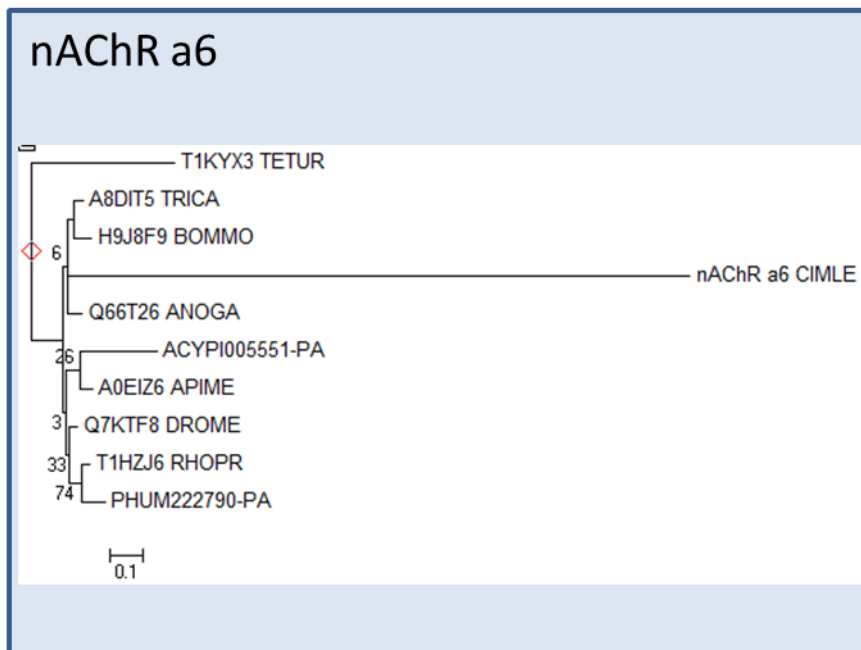 nAChR a6
T1KYX3 TETUR
A8DIT5 TRICA
H9J8F9 BOMMO
6
nAChR a6 CIMLE
Q66T26 ANOGA
26
ACYPI005551-PA
A0EIZ6 APIME
3
Q7KTF8 DROME
33
T1HZJ6 RHOPR
74
PHUM222790-PA
0.1